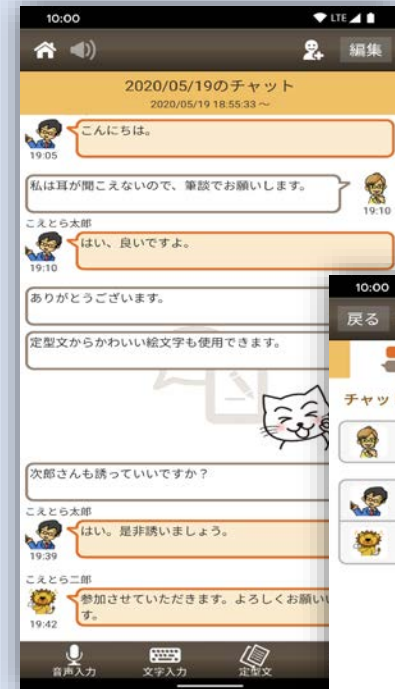 10:00 LTE
編集
2020/05/19のチャット
2020/05/19 18:55:33～
こんにちは。
19:05
私は耳が聞こえないので、筆談でお願いします。
19:10
こえとら太郎
はい、良いですよ。
19:10
ありがとうございます。
定型文からかわいい絵文字も使用できます。
次郎さんも誘っていいですか？
こえとら太郎
はい。是非誘いましょう。
19:39
こえとら二郎
参加させていただきます。よろしくお願い
す。
19:42
音声入力 文字入力 定型文
10:00
戻る
チャッ